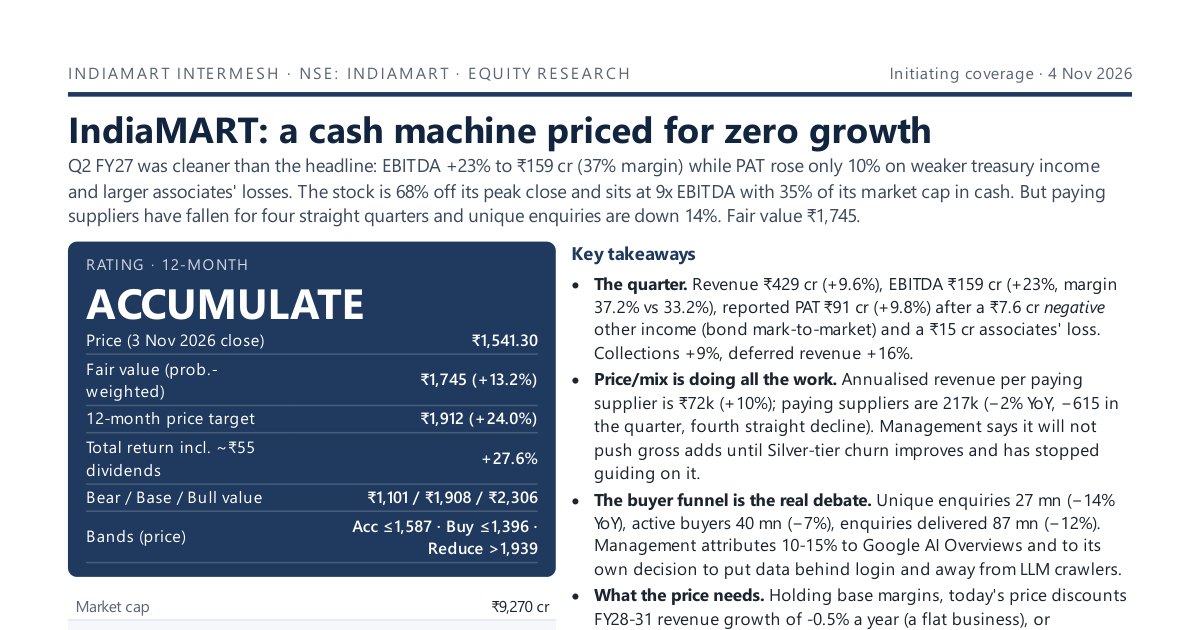 INDIAMART INTERMESH · NSE: INDIAMART · EQUITY RESEARCH
Initiating coverage · 4 Nov 2026
IndiaMART: a cash machine priced for zero growth
Q2 FY27 was cleaner than the headline: EBITDA +23% to ₹159 cr (37% margin) while PAT rose only 10% on weaker treasury income
and larger associates' losses. The stock is 68% off its peak close and sits at 9x EBITDA with 35% of its market cap in cash. But paying
suppliers have fallen for four straight quarters and unique enquiries are down 14%. Fair value ₹1,745.
RATING · 12-MONTH
ACCUMULATE
Price (3 Nov 2026 close) ₹1,541.30
Fair value (prob.-
weighted) ₹1,745 (+13.2%)
12-month price target ₹1,912 (+24.0%)
Total return incl. ~₹55
dividends +27.6%
Bear / Base / Bull value ₹1,101 / ₹1,908 / ₹2,306
Bands (price) Acc ≤1,587 · Buy ≤1,396 ·
Reduce >1,939
Market cap ₹9,270 cr
Key takeaways
• The quarter. Revenue ₹429 cr (+9.6%), EBITDA ₹159 cr (+23%, margin
37.2% vs 33.2%), reported PAT ₹91 cr (+9.8%) after a ₹7.6 cr negative
other income (bond mark-to-market) and a ₹15 cr associates' loss.
Collections +9%, deferred revenue +16%.
• Price/mix is doing all the work. Annualised revenue per paying
supplier is ₹72k (+10%); paying suppliers are 217k (−2% YoY, −615 in
the quarter, fourth straight decline). Management says it will not
push gross adds until Silver-tier churn improves and has stopped
guiding on it.
• The buyer funnel is the real debate. Unique enquiries 27 mn (−14%
YoY), active buyers 40 mn (−7%), enquiries delivered 87 mn (−12%).
Management attributes 10-15% to Google AI Overviews and to its
own decision to put data behind login and away from LLM crawlers.
• What the price needs. Holding base margins, today's price discounts
FY28-31 revenue growth of -0.5% a year (a flat business), or